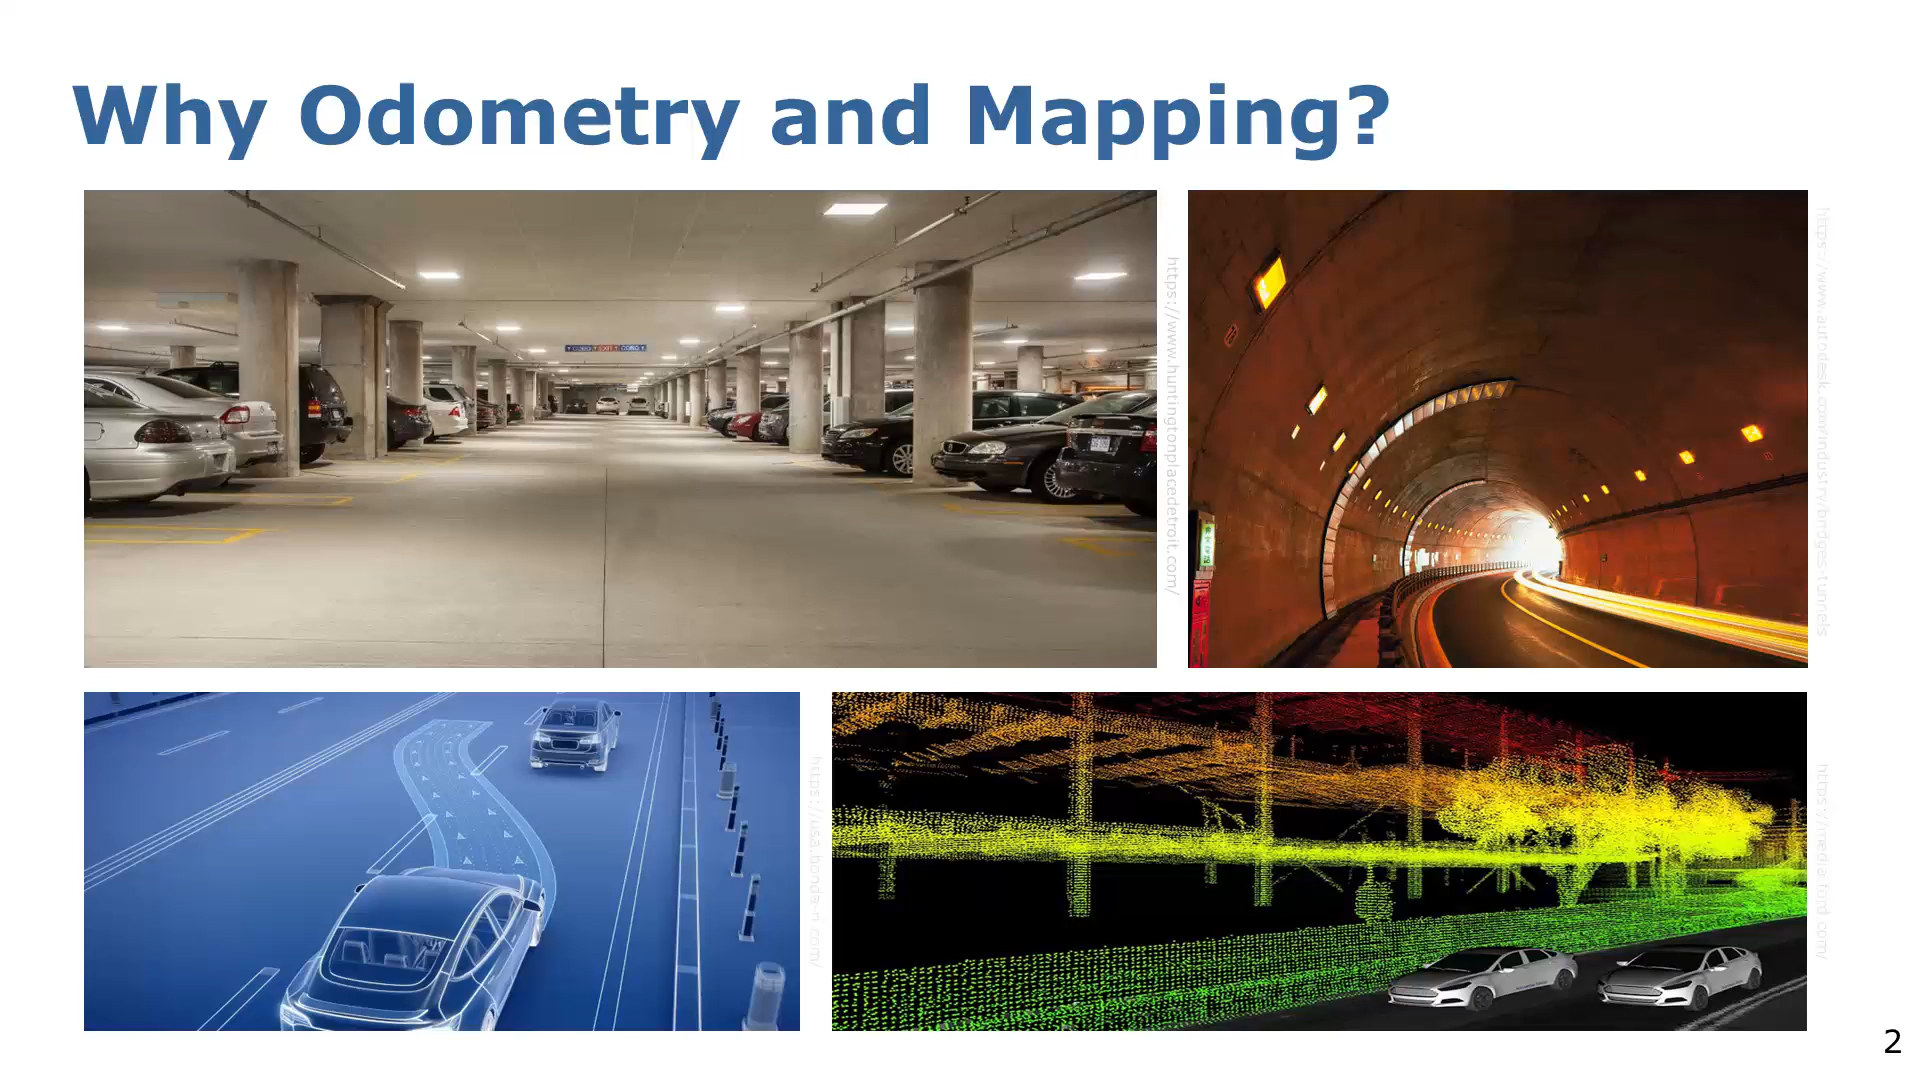 Why Odometry and Mapping?
https://www.huntingtonplacedetroit.com/
https://www.autodesk.com/industry/bridges-tunnels
https://usa.honda-ri.com/
https://media.ford.com/
2